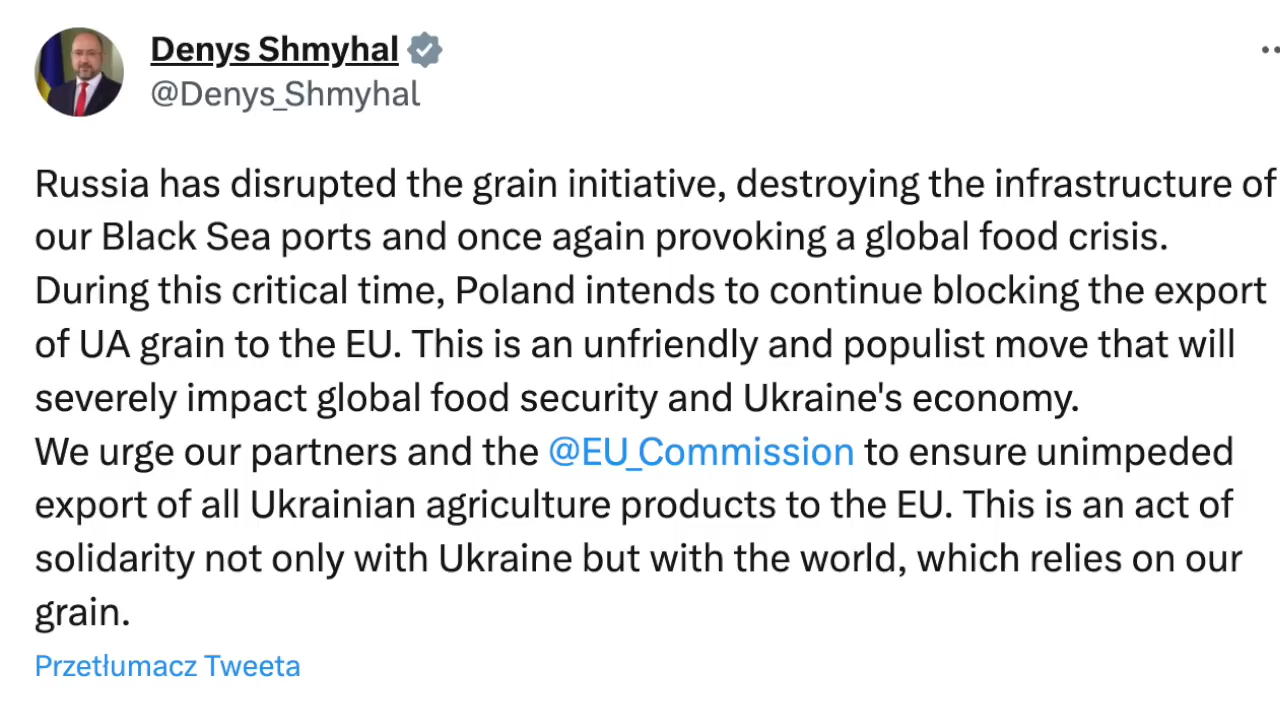 Denys Shmyhal
@Denys_Shmyhal
Russia has disrupted the grain initiative, destroying the infrastructure of
our Black Sea ports and once again provoking a global food crisis.
During this critical time, Poland intends to continue blocking the export
of UA grain to the EU. This is an unfriendly and populist move that will
severely impact global food security and Ukraine's economy.
We urge our partners and the @EU_Commission to ensure unimpeded
export of all Ukrainian agriculture products to the EU. This is an act of
solidarity not only with Ukraine but with the world, which relies on our
grain.
Przetłumacz Tweeta